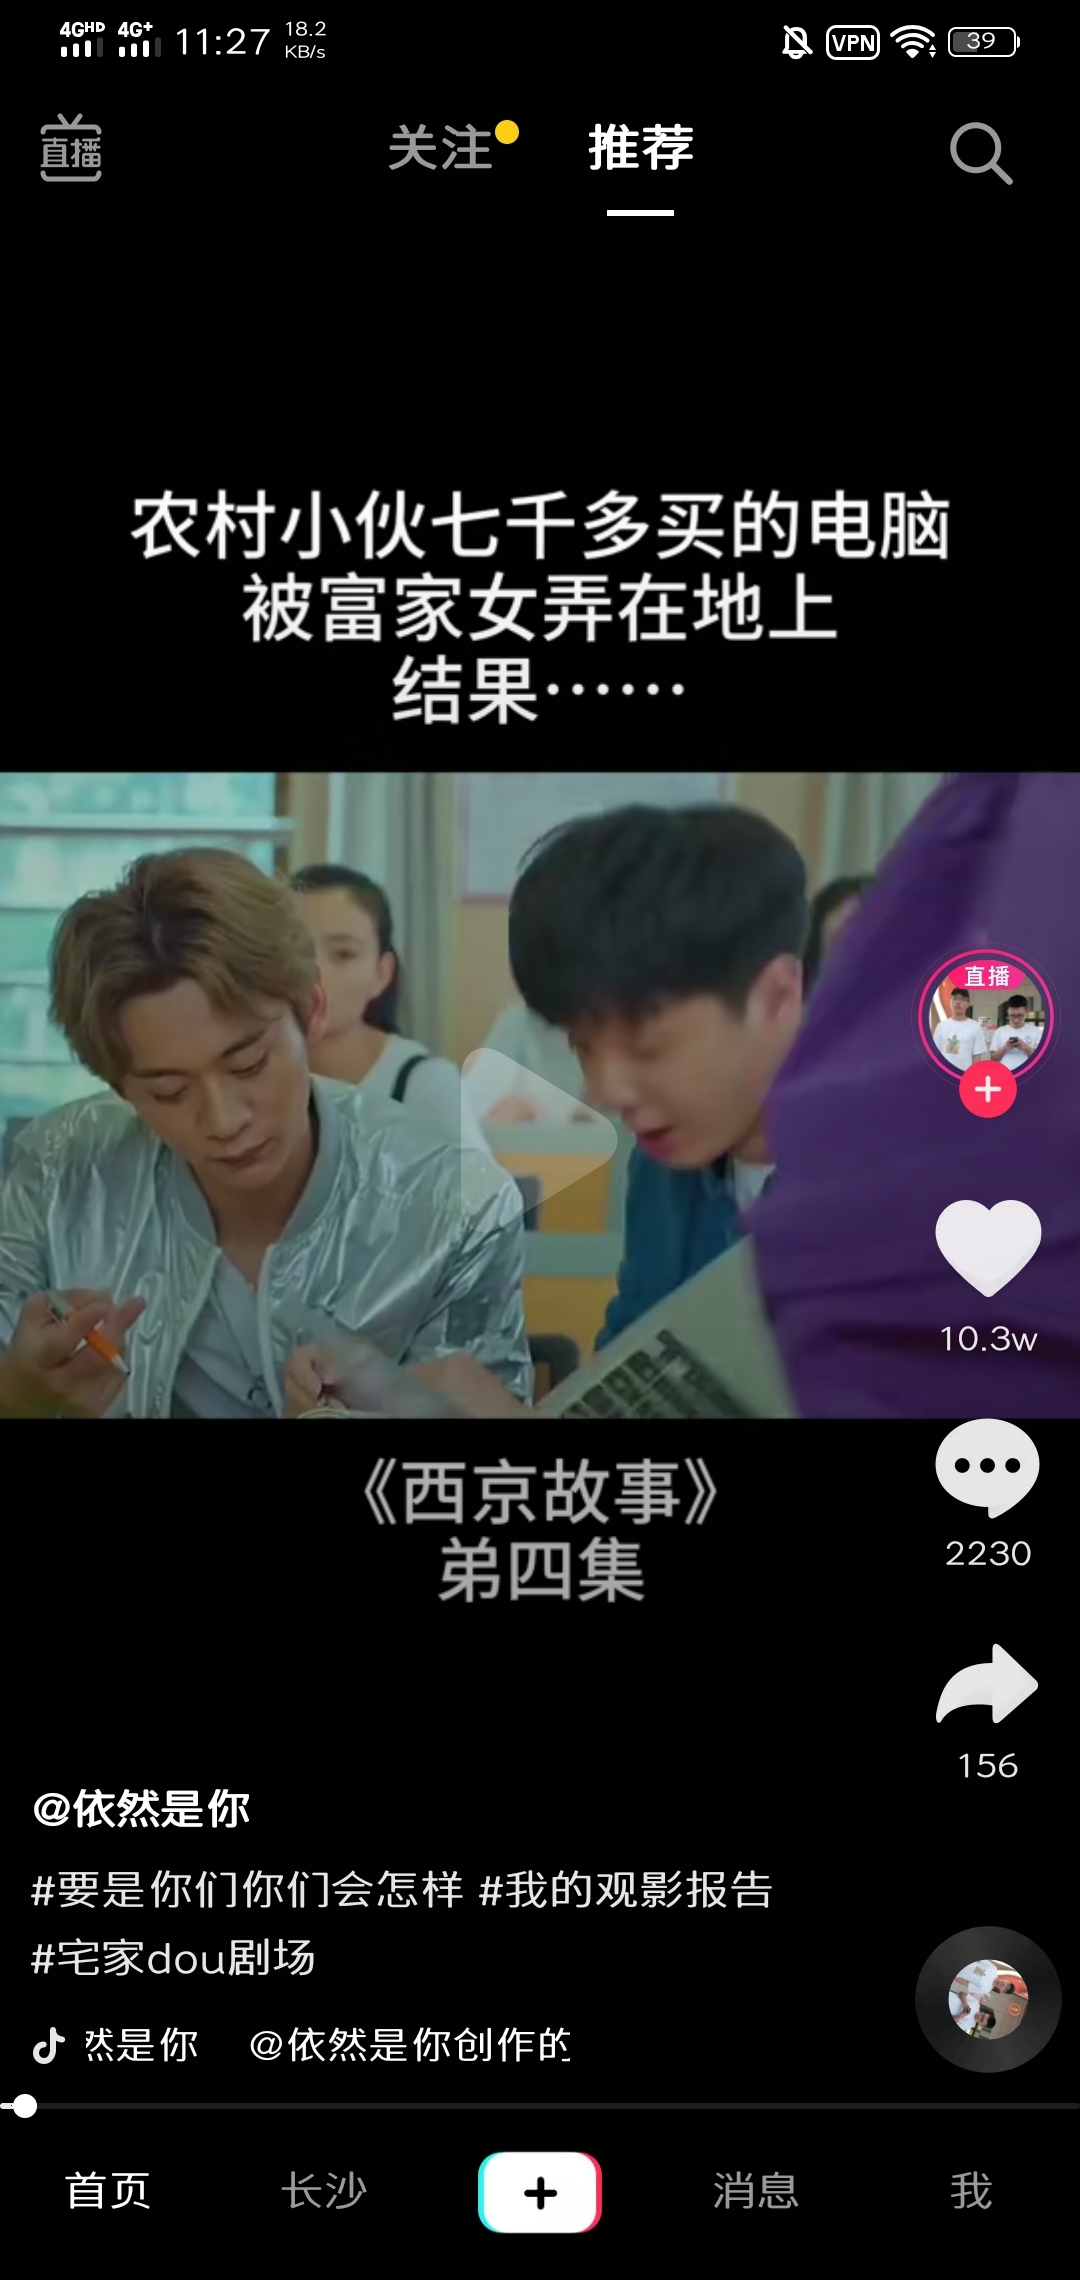 4GHD 4G+ 11:27 18.2 KB/s VPN 39
直播 关注 推荐
农村小伙七千多买的电脑
被富家女弄在地上
结果……
直播
10.3w
《西京故事》
弟四集
2230
156
@依然是你
#要是你们你们会怎样 #我的观影报告
#宅家dou剧场
然是你 @依然是你创作的
首页 长沙 消息 我